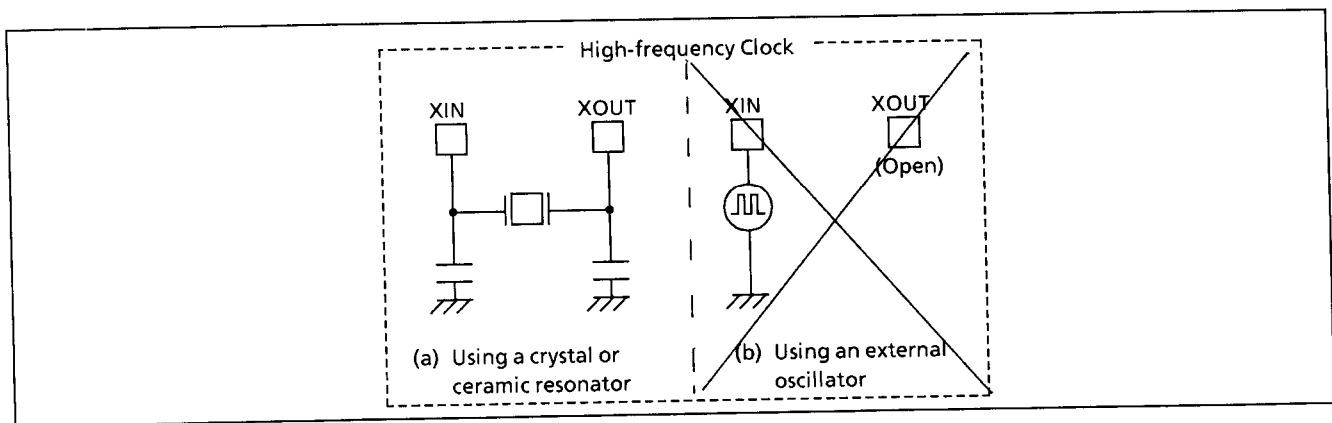 High-frequency Clock
XIN
XOUT
XIN
XOUT
(Open)
(a) Using a crystal or
ceramic resonator
(b) Using an external
oscillator